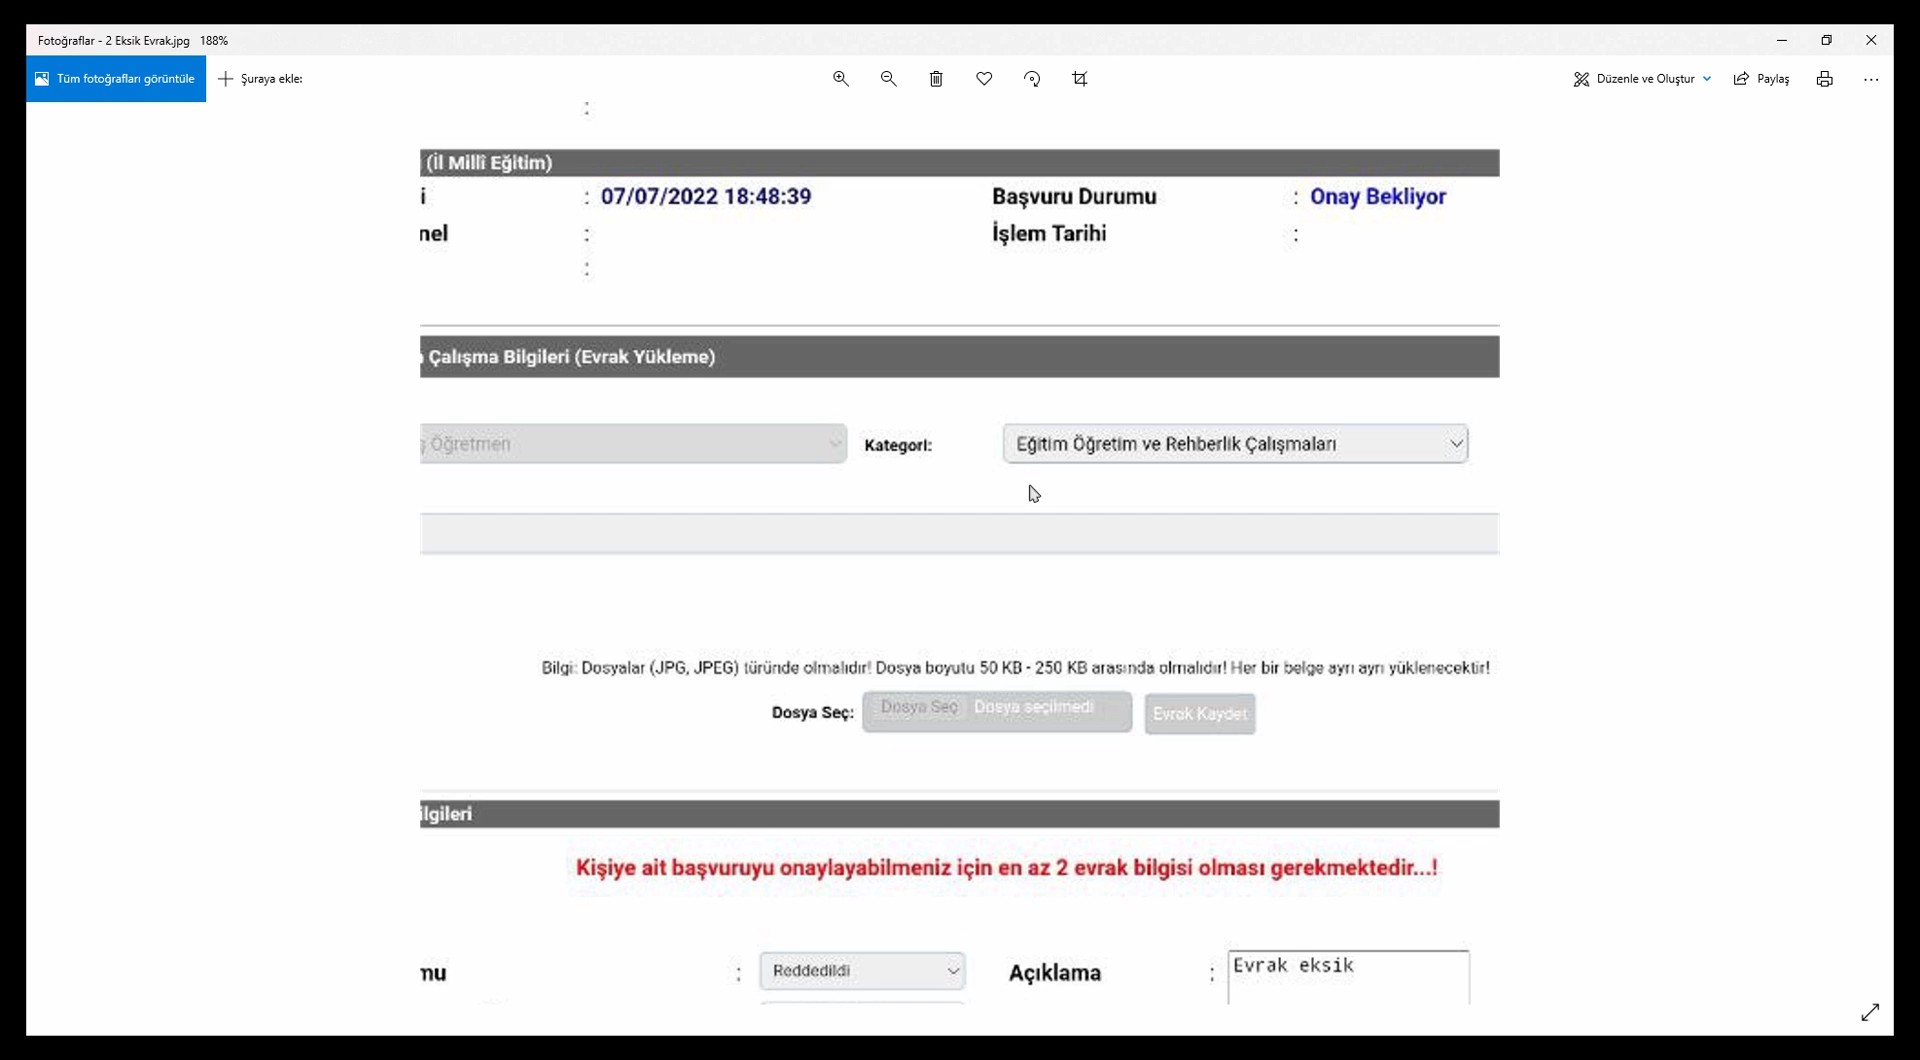 Fotoğraflar - 2 Eksik Evrak.jpg 188%
Tüm fotoğrafları görüntüle Şuraya ekle: Düzenle ve Oluştur Paylaş
:
(İl Millî Eğitim)
i : 07/07/2022 18:48:39 Başvuru Durumu : Onay Bekliyor
nel : İşlem Tarihi :
:
Çalışma Bilgileri (Evrak Yükleme)
ş Öğretmen Kategori: Eğitim Öğretim ve Rehberlik Çalışmaları
Bilgi: Dosyalar (JPG, JPEG) türünde olmalıdır! Dosya boyutu 50 KB - 250 KB arasında olmalıdır! Her bir belge ayrı ayrı yüklenecektir!
Dosya Seç: Dosya Seç Dosya seçilmedi Evrak Kaydet
ilgileri
Kişiye ait başvuruyu onaylayabilmeniz için en az 2 evrak bilgisi olması gerekmektedir...!
mu : Reddedildi Açıklama : Evrak eksik